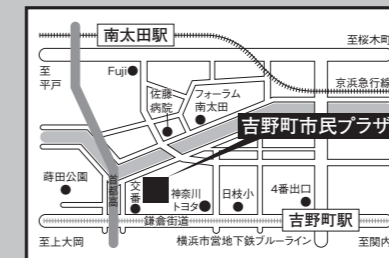 南太田駅
至桜木町
至
平戸
Fuji
京浜急行線
佐藤
病院
フォーラム
南太田
吉野町市民プラザ
蒔田公園
首都高
交番
神奈川
トヨタ
日枝小
4番出口
鎌倉街道
吉野町駅
至上大岡
横浜市営地下鉄ブルーライン
至関内